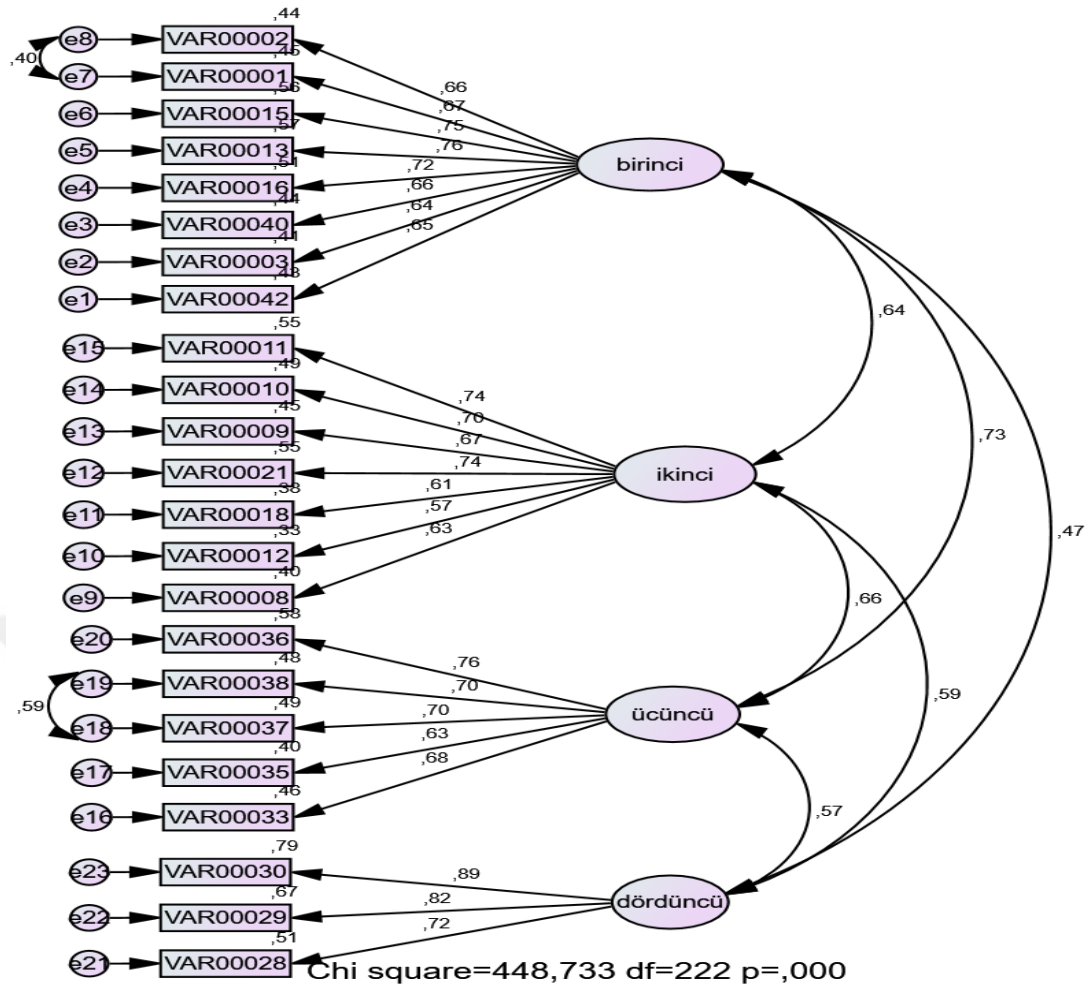 ,44
e8 VAR00002
,40
,45
e7 VAR00001
,56
e6 VAR00015
,57
e5 VAR00013
,51
e4 VAR00016
,44
e3 VAR00040
,41
e2 VAR00003
,43
e1 VAR00042
,66
,67
,75
,76
,72
,66
,64
,65
birinci
,55
e15 VAR00011
,49
e14 VAR00010
,45
e13 VAR00009
,55
e12 VAR00021
,38
e11 VAR00018
,33
e10 VAR00012
,40
e9 VAR00008
,74
,70
,67
,74
,61
,57
,63
ikinci
,58
e20 VAR00036
,48
e19 VAR00038
,59
,49
e18 VAR00037
,40
e17 VAR00035
,46
e16 VAR00033
,76
,70
,70
,63
,68
ücüncü
,79
e23 VAR00030
,67
e22 VAR00029
,51
e21 VAR00028
,89
,82
,72
dördüncü
,64
,73
,47
,66
,59
,57
Chi square=448,733 df=222 p=,000